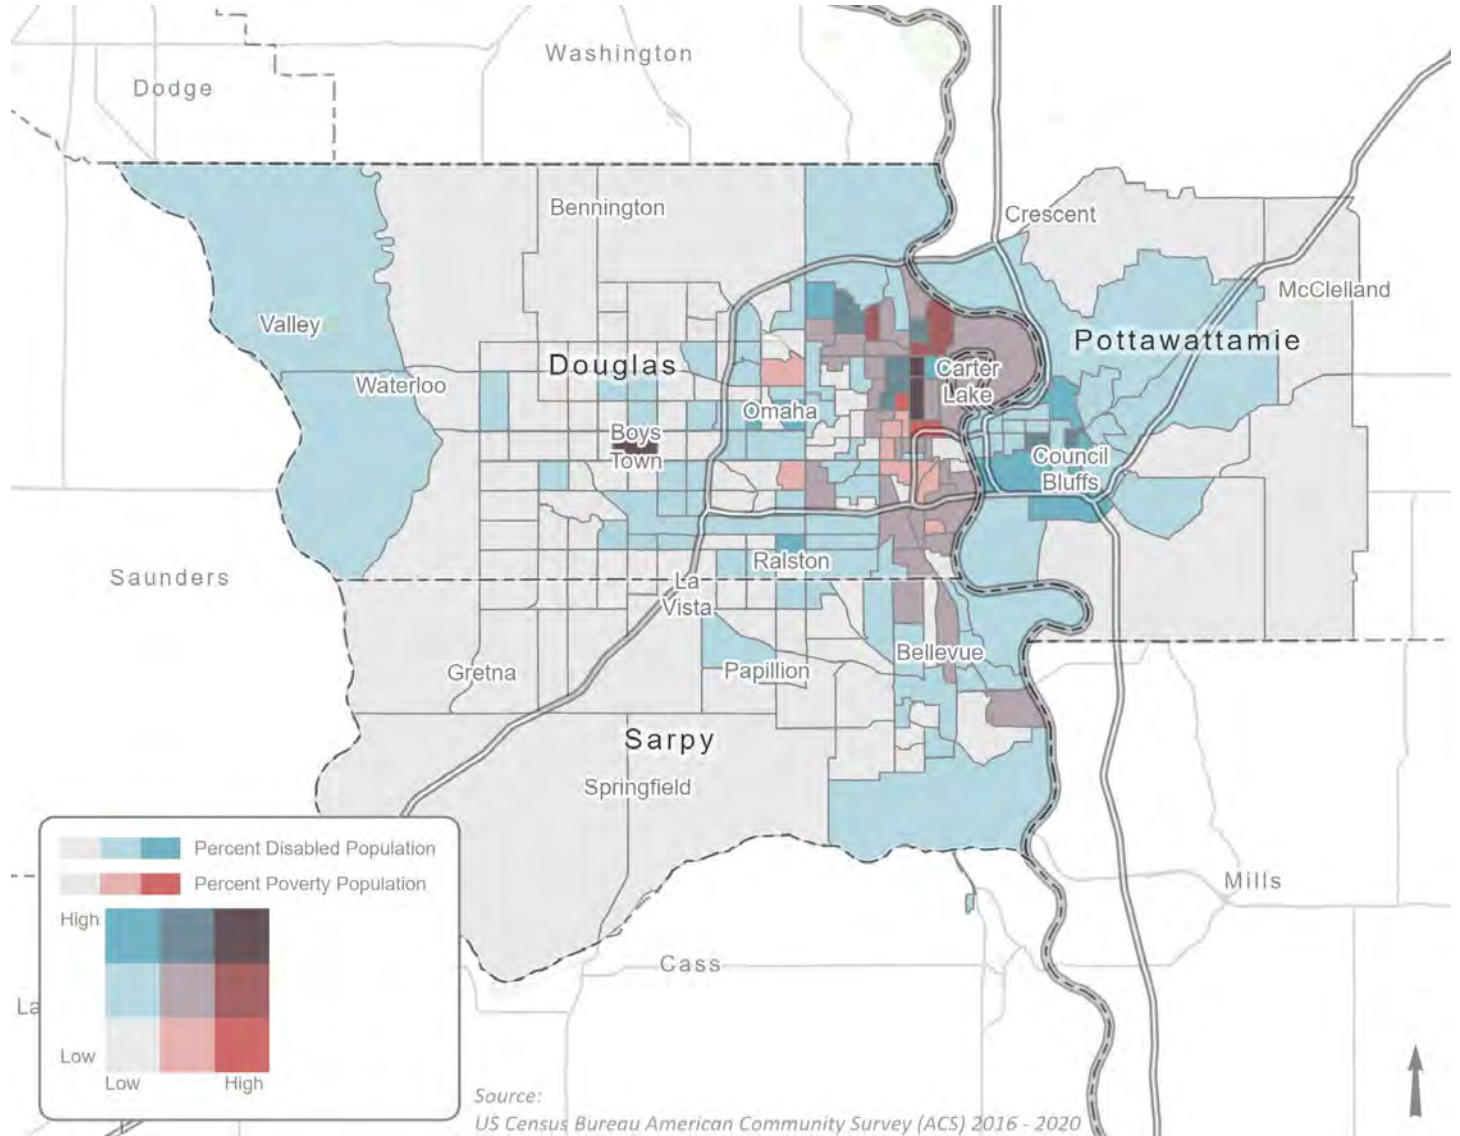 Washington
Dodge
Bennington
Crescent
McClelland
Valley
Pottawattamie
Douglas
Carter
Lake
Waterloo
Omaha
Boys
Town
Council
Bluffs
Ralston
Saunders
La
Vista
Bellevue
Gretna
Papillion
Sarpy
Springfield
Percent Disabled Population
Percent Poverty Population
High
Low
Low
High
La
Mills
Cass
Source:
US Census Bureau American Community Survey (ACS) 2016 - 2020